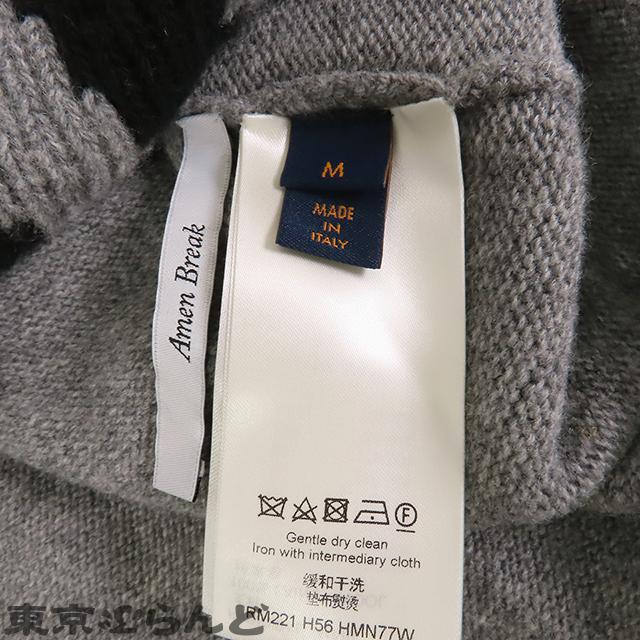 Amen Break
M
MADE
IN
ITALY
Gentle dry clean
Iron with intermediary cloth
缓和干洗
垫布熨烫
RM221 H56 HMN77W
東京江らんど